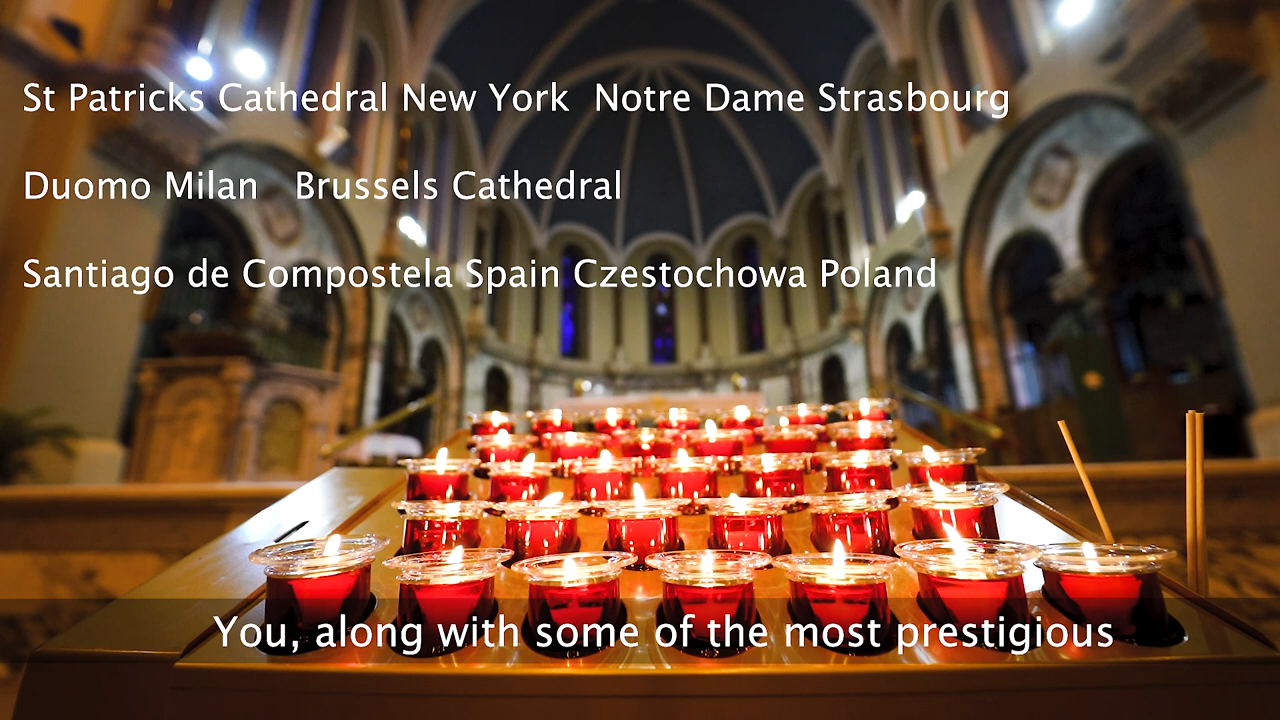 St Patricks Cathedral New York  Notre Dame Strasbourg
Duomo Milan   Brussels Cathedral
Santiago de Compostela Spain Czestochowa Poland
You, along with some of the most prestigious